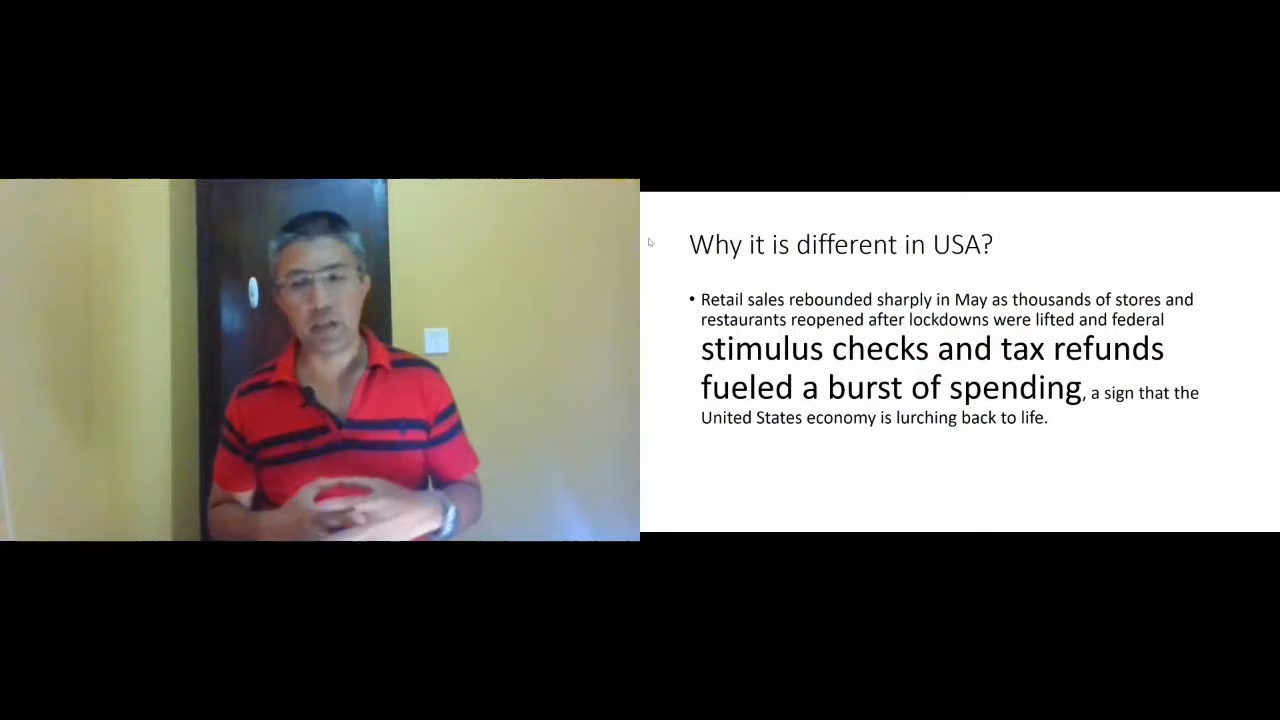 Why it is different in USA?
• Retail sales rebounded sharply in May as thousands of stores and
restaurants reopened after lockdowns were lifted and federal
stimulus checks and tax refunds
fueled a burst of spending, a sign that the
United States economy is lurching back to life.